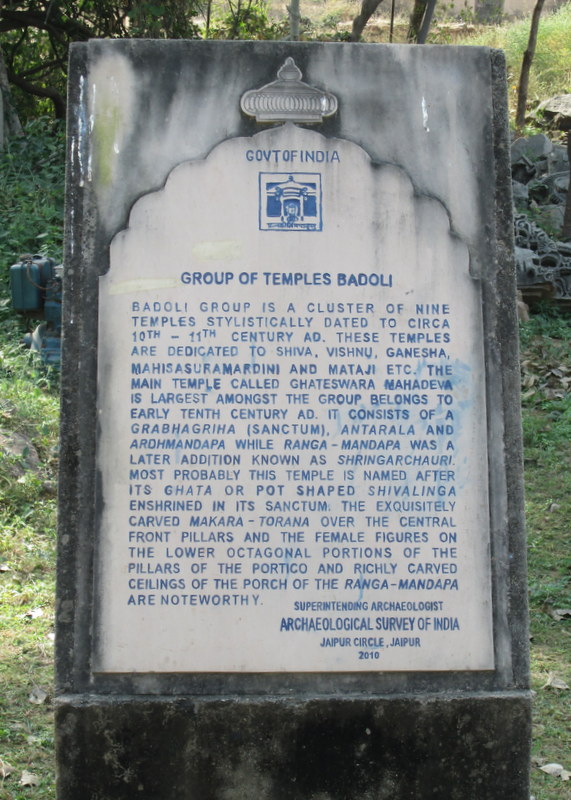 GOVT OF INDIA
GROUP OF TEMPLES BADOLI
BADOLI GROUP IS A CLUSTER OF NINE
TEMPLES STYLISTICALLY DATED TO CIRCA
10TH – 11TH CENTURY AD. THESE TEMPLES
ARE DEDICATED TO SHIVA, VISHNU, GANESHA,
MAHISASURAMARDINI AND MATAJI ETC. THE
MAIN TEMPLE CALLED GHATESWARA MAHADEVA
IS LARGEST AMONGST THE GROUP BELONGS TO
EARLY TENTH CENTURY AD. IT CONSISTS OF A
GRABHAGRIHA (SANCTUM), ANTARALA AND
ARDHMANDAPA WHILE RANGA – MANDAPA WAS A
LATER ADDITION KNOWN AS SHRINGARCHAURI.
MOST PROBABLY THIS TEMPLE IS NAMED AFTER
ITS GHATA OR POT SHAPED SHIVALINGA
ENSHRINED IN ITS SANCTUM. THE EXQUISITELY
CARVED MAKARA – TORANA OVER THE CENTRAL
FRONT PILLARS AND THE FEMALE FIGURES ON
THE LOWER OCTAGONAL PORTIONS OF THE
PILLARS OF THE PORTICO AND RICHLY CARVED
CEILINGS OF THE PORCH OF THE RANGA–MANDAPA
ARE NOTEWORTHY.
SUPERINTENDING ARCHAEOLOGIST
ARCHAEOLOGICAL SURVEY OF INDIA
JAIPUR CIRCLE, JAIPUR
2010